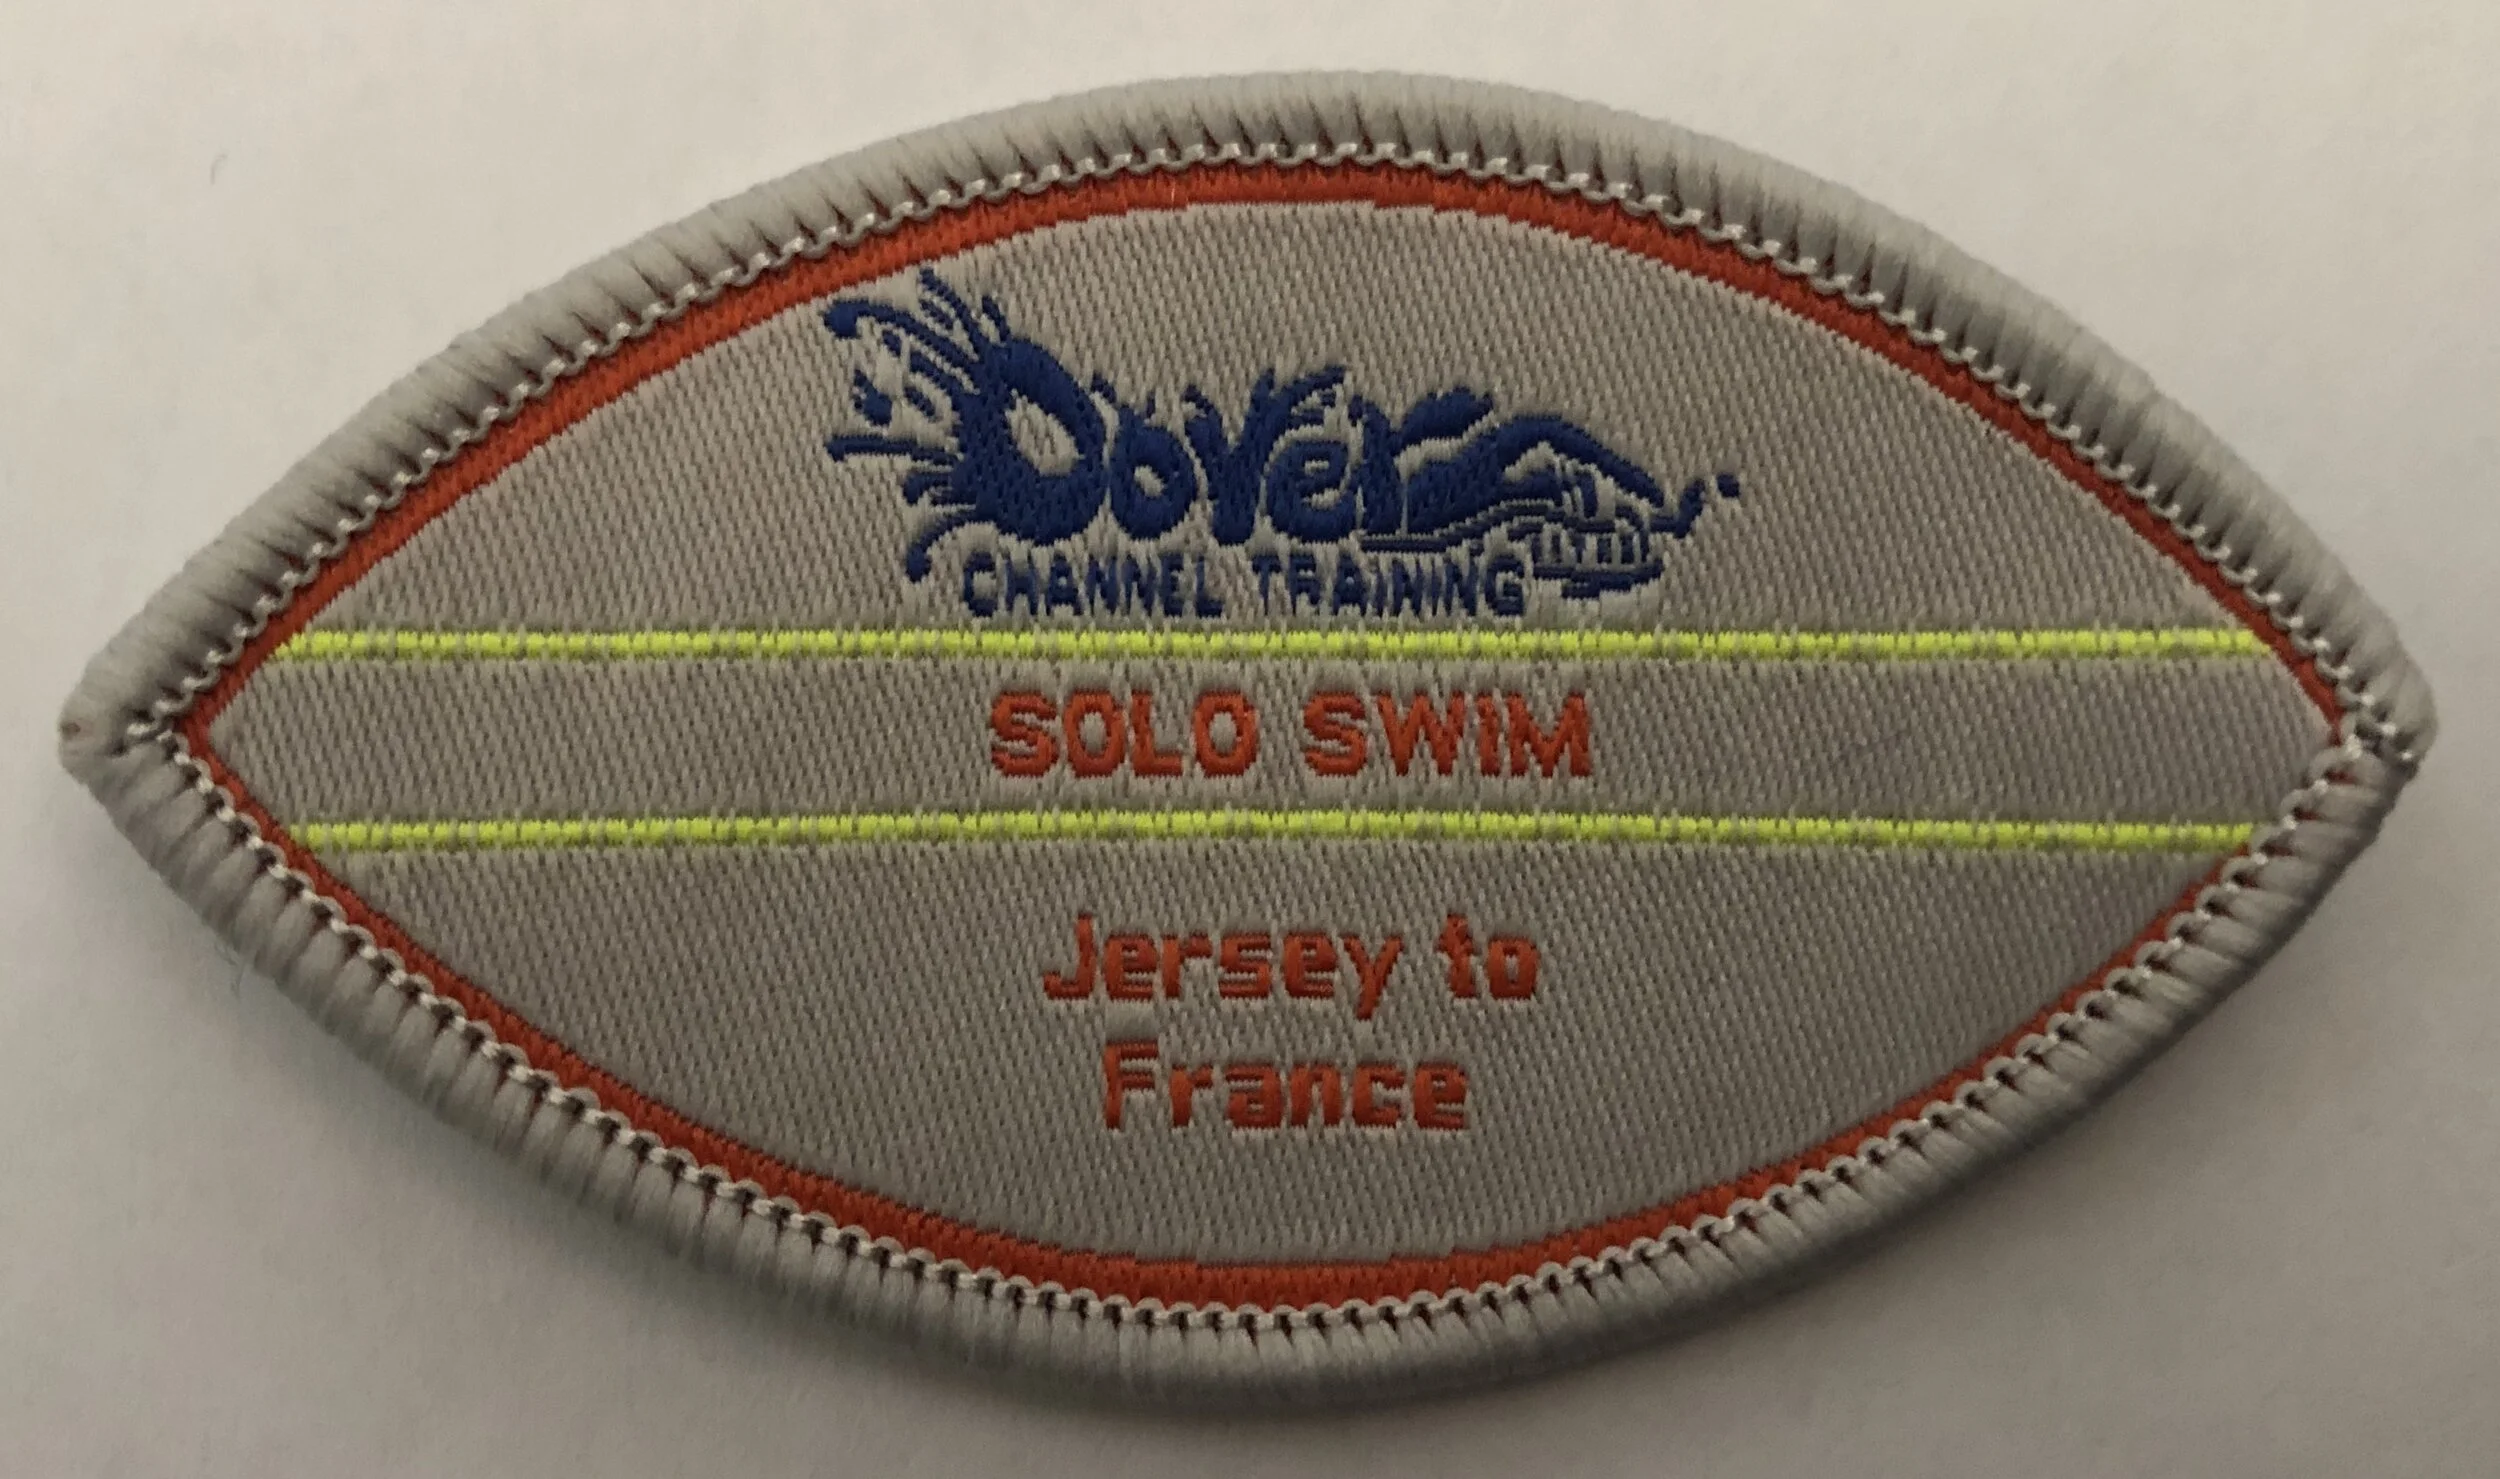 Dover
CHANNEL TRAINING
SOLO SWIM
Jersey to
France